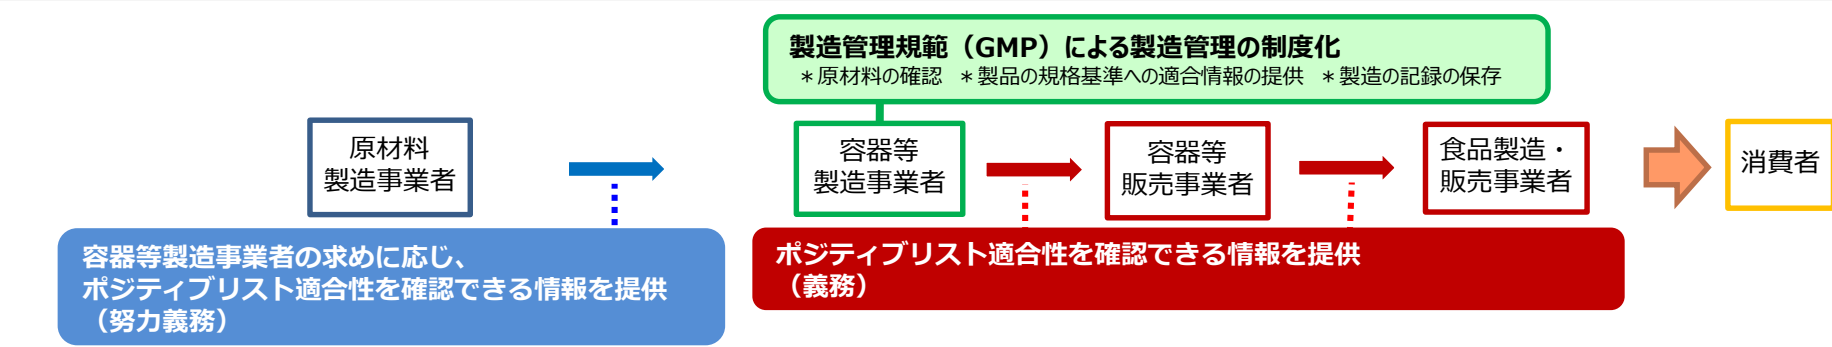 製造管理規範（GMP）による製造管理の制度化
＊原材料の確認 ＊製品の規格基準への適合情報の提供 ＊製造の記録の保存
原材料
製造事業者
容器等
製造事業者
容器等
販売事業者
食品製造・
販売事業者
消費者
容器等製造事業者の求めに応じ、
ポジティブリスト適合性を確認できる情報を提供
（努力義務）
ポジティブリスト適合性を確認できる情報を提供
（義務）